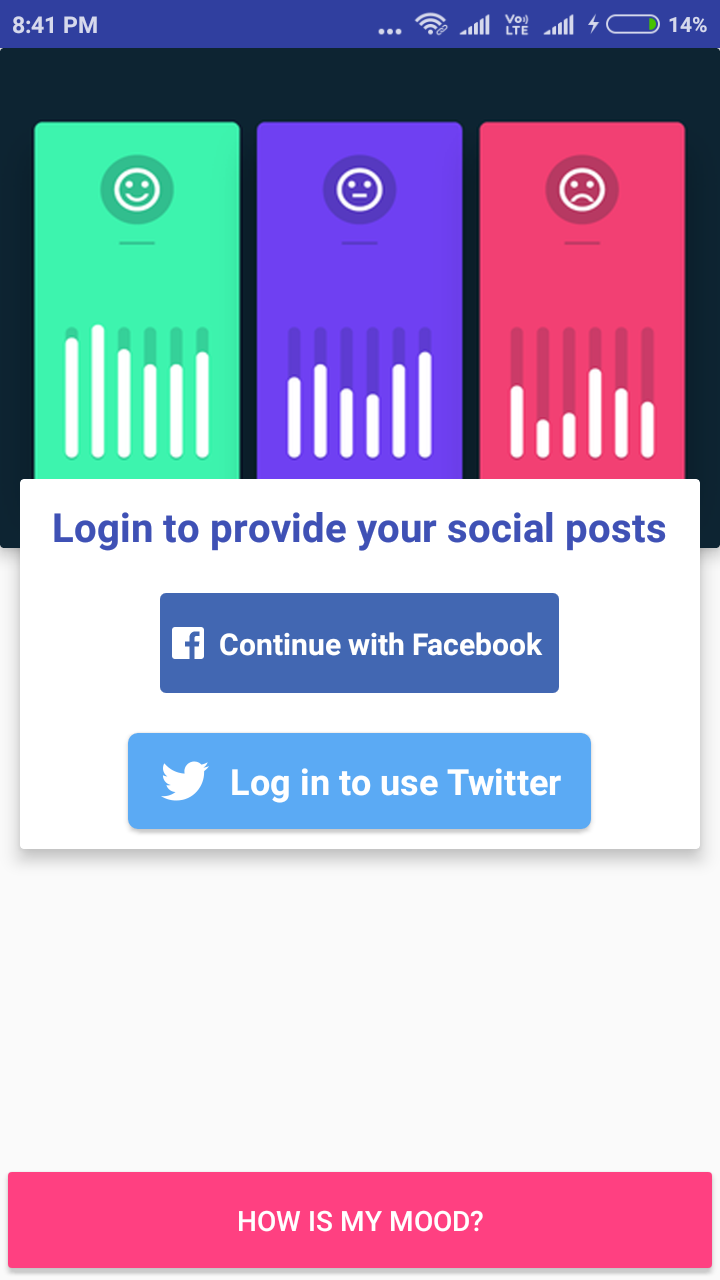 8:41 PM
Vo) LTE
14%
Login to provide your social posts
Continue with Facebook
Log in to use Twitter
HOW IS MY MOOD?